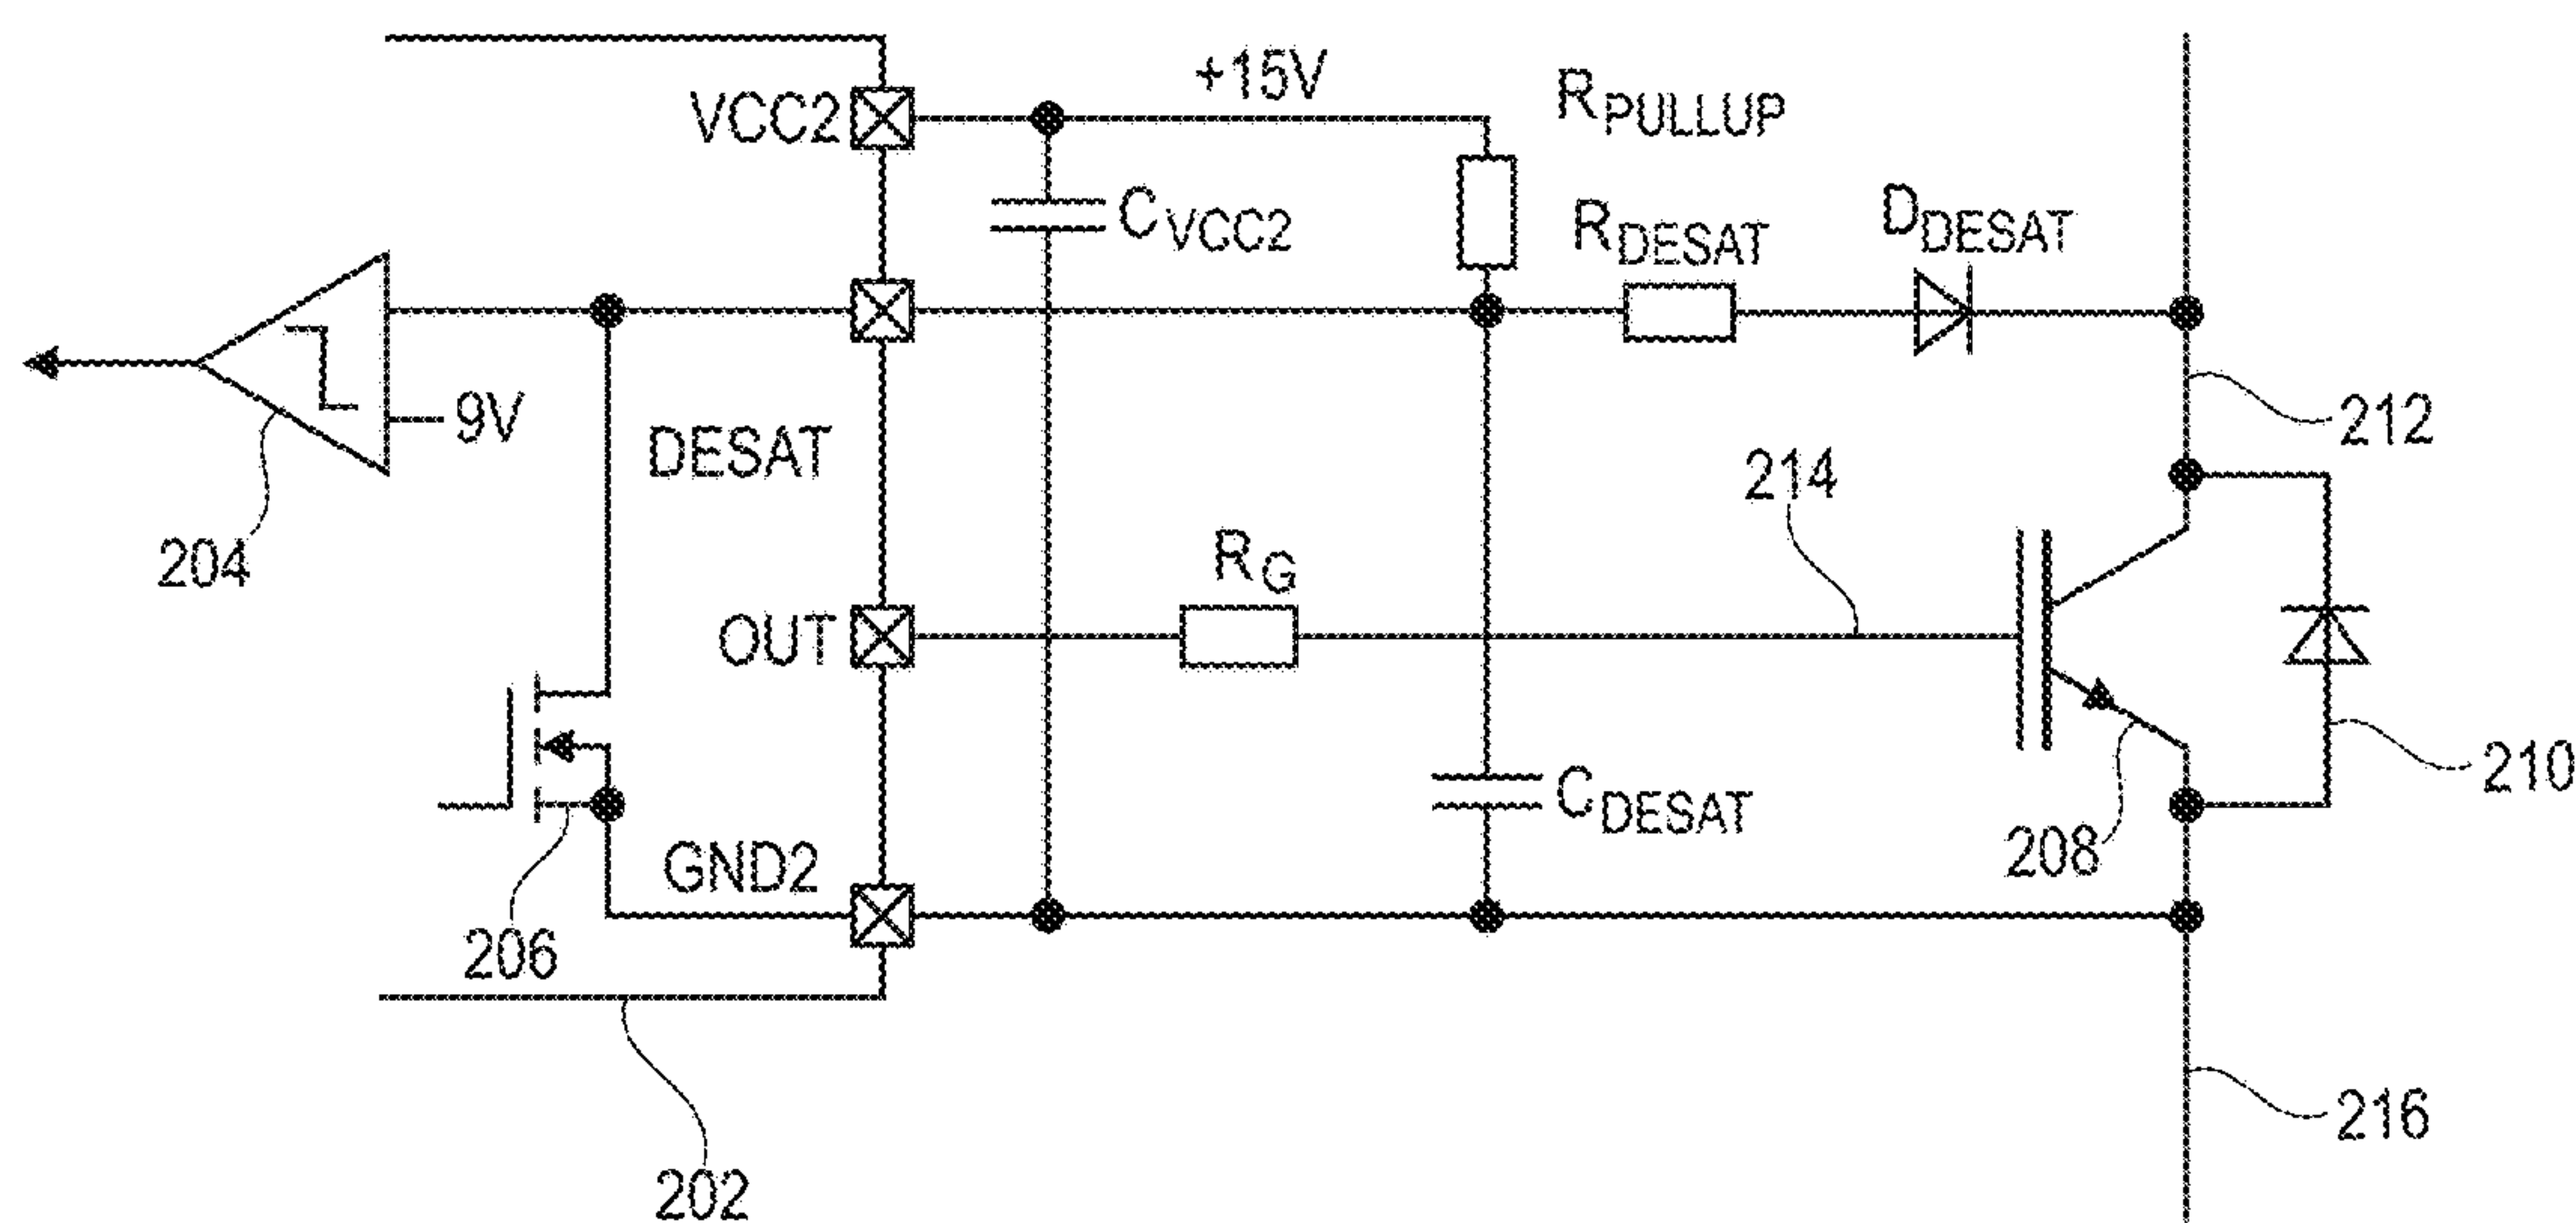 +15V
VCC2
RPULLUP
CVCC2
RDESAT
DDESAT
9V
DESAT
212
214
204
RG
OUT
210
CDESAT
208
GND2
206
216
202